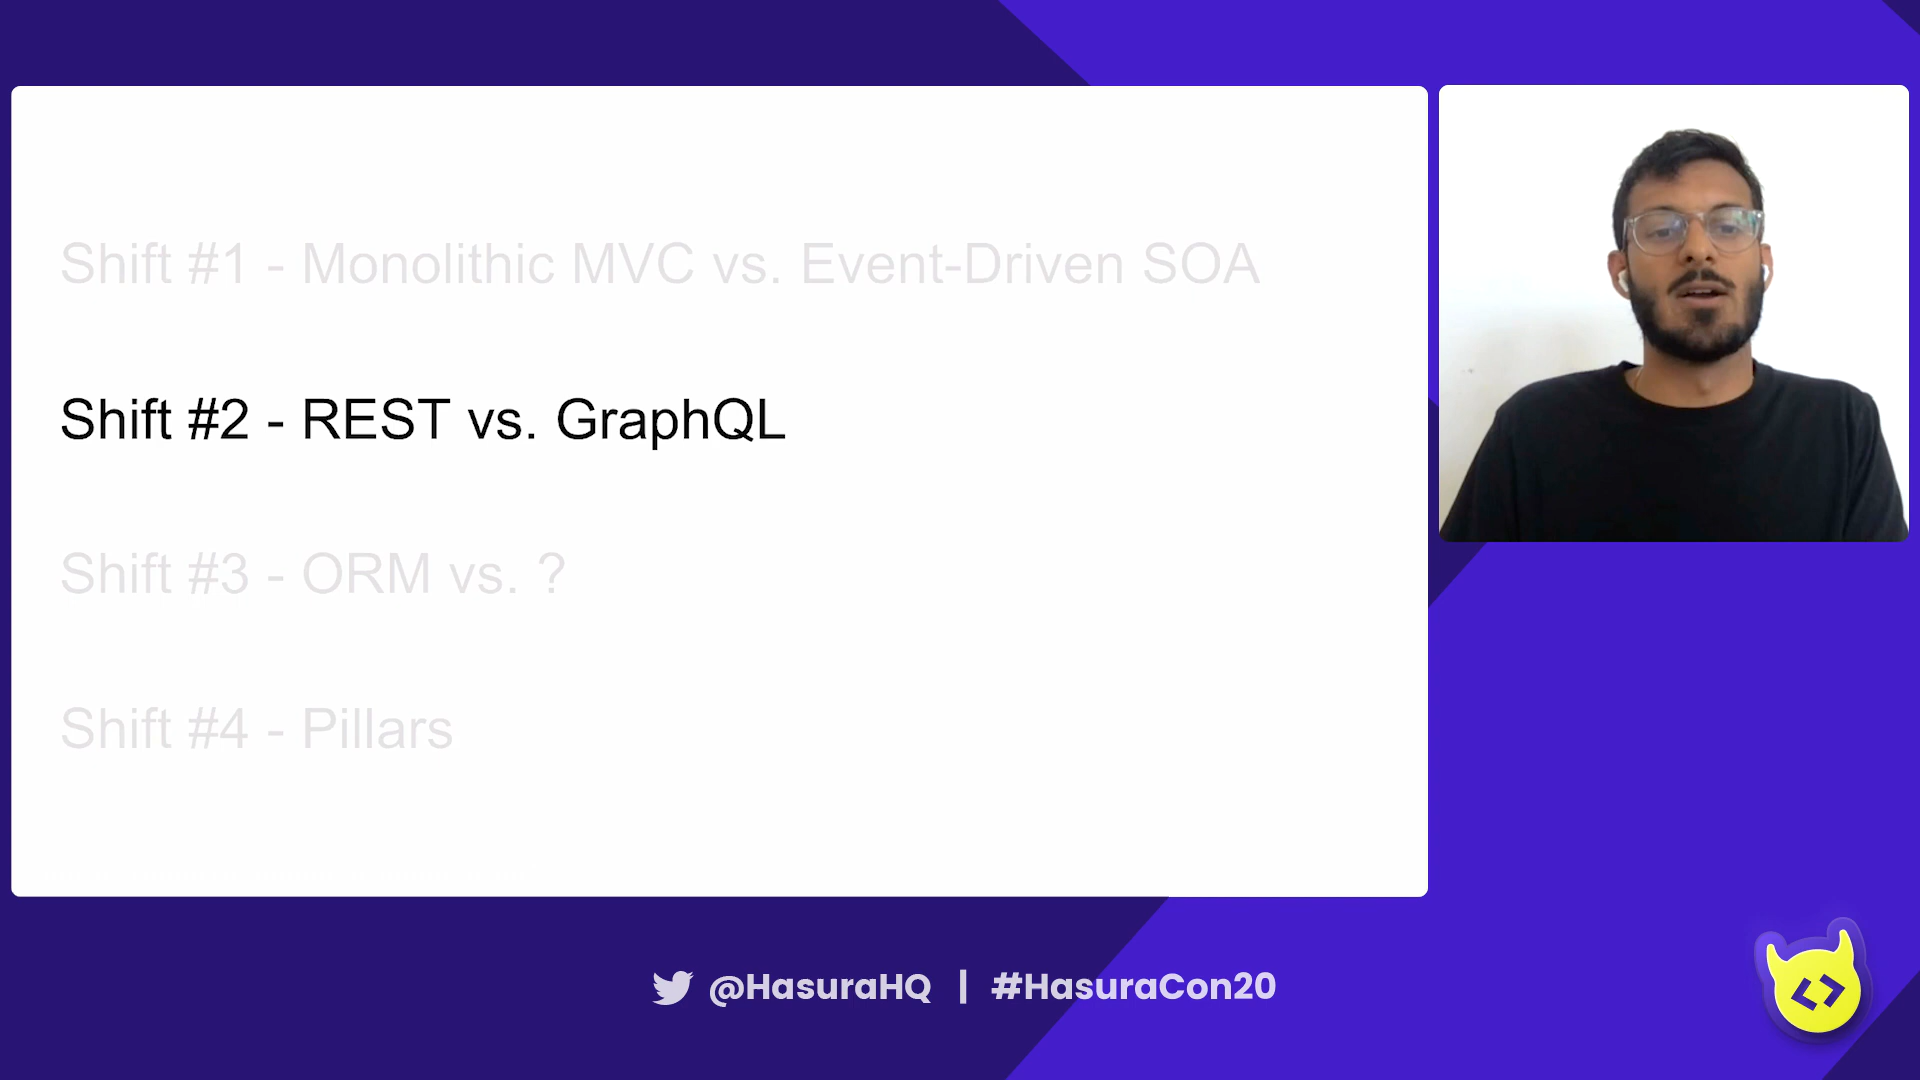 Shift #1 - Monolithic MVC vs. Event-Driven SOA
Shift #2 - REST vs. GraphQL
Shift #3 - ORM vs. ?
Shift #4 - Pillars
@HasuraHQ | #HasuraCon20